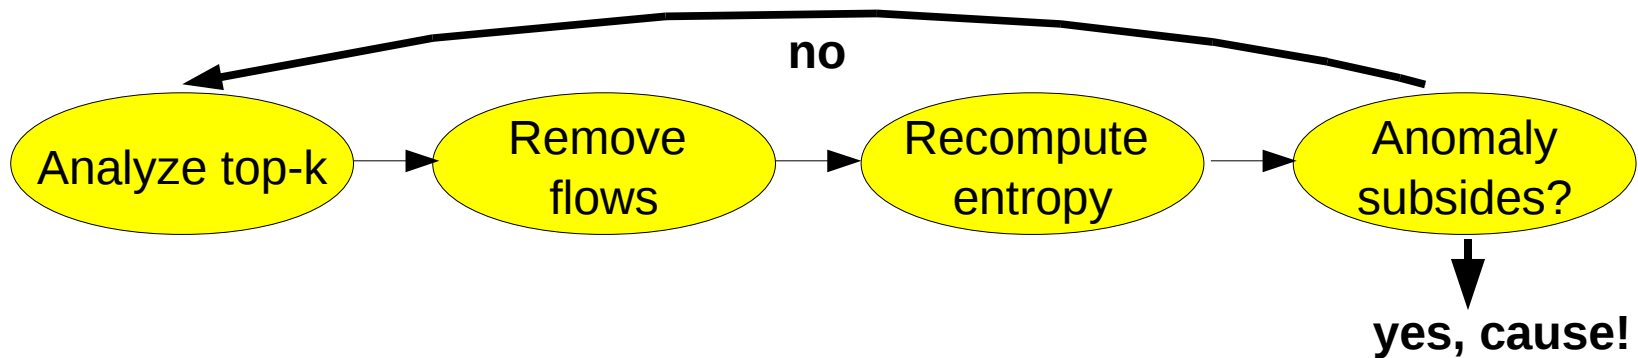 no
Analyze top-k
Remove
flows
Recompute
entropy
Anomaly
subsides?
yes, cause!